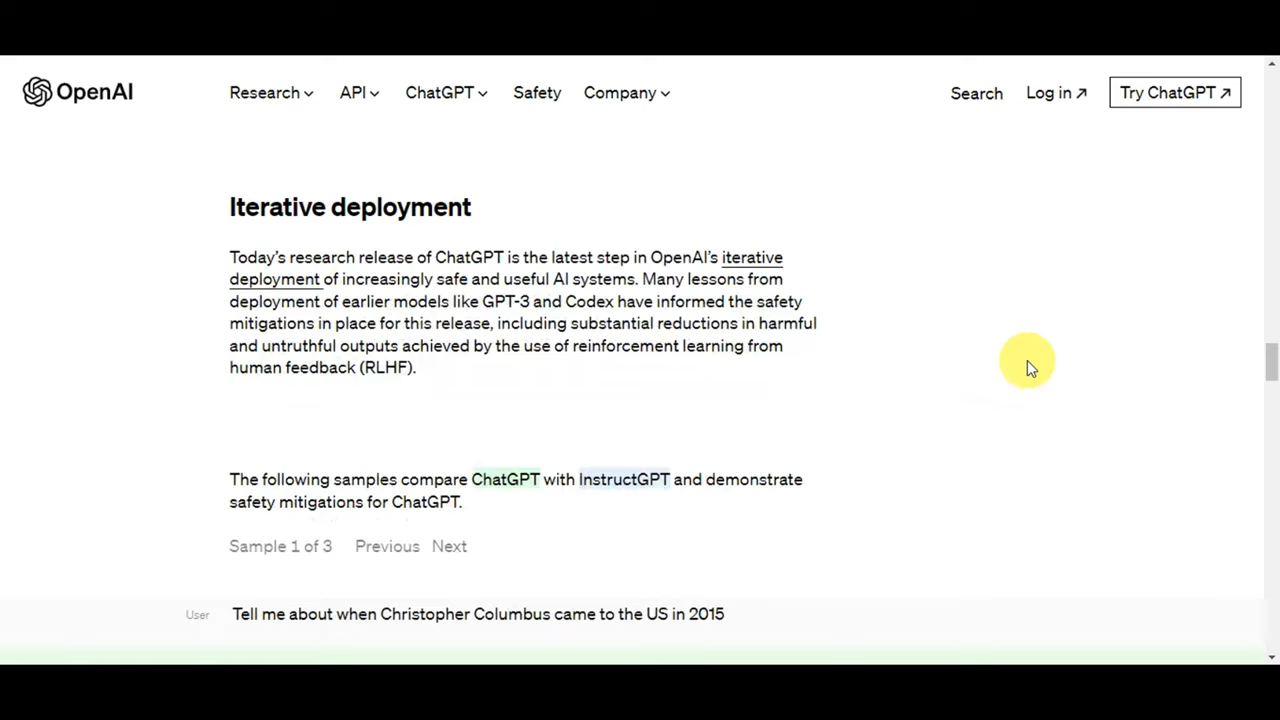 OpenAI Research API ChatGPT Safety Company Search Log in ↗ Try ChatGPT ↗
Iterative deployment
Today's research release of ChatGPT is the latest step in OpenAI's iterative
deployment of increasingly safe and useful AI systems. Many lessons from
deployment of earlier models like GPT-3 and Codex have informed the safety
mitigations in place for this release, including substantial reductions in harmful
and untruthful outputs achieved by the use of reinforcement learning from
human feedback (RLHF).
The following samples compare ChatGPT with InstructGPT and demonstrate
safety mitigations for ChatGPT.
Sample 1 of 3 Previous Next
User Tell me about when Christopher Columbus came to the US in 2015